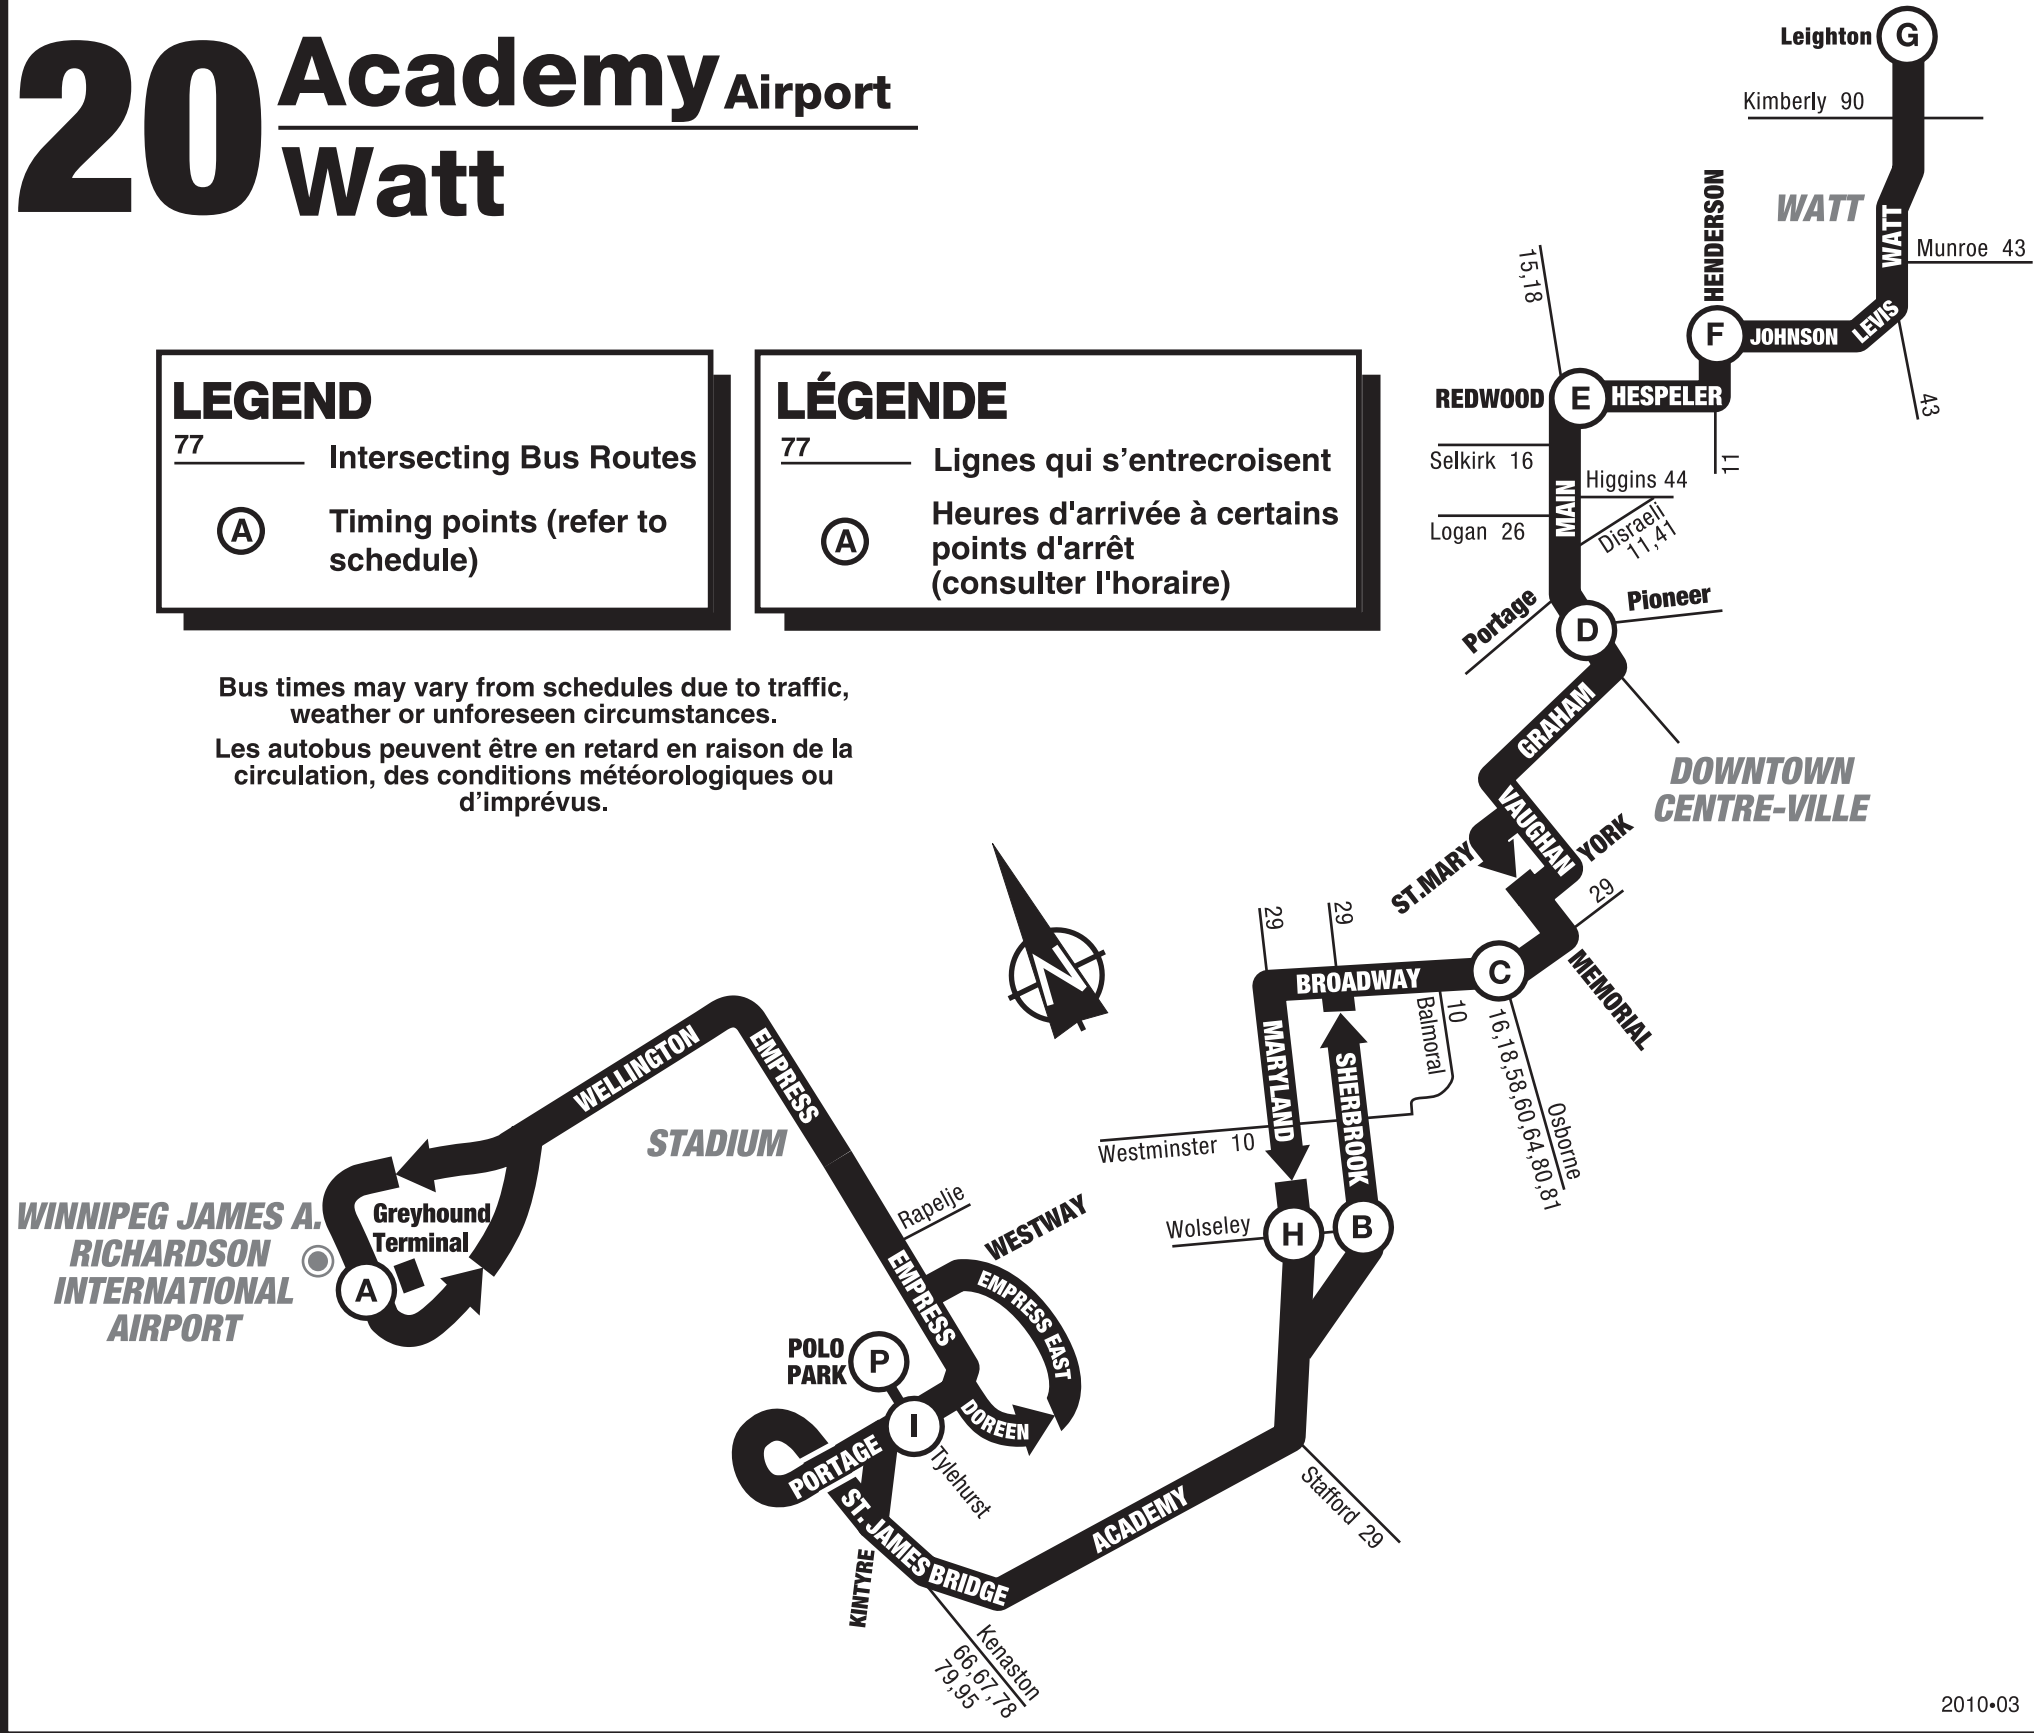 20
Academy Airport
Watt
LEGEND
77
Intersecting Bus Routes
A
Timing points (refer to
schedule)
LÉGENDE
77
Lignes qui s'entrecroisent
A
Heures d'arrivée à certains
points d'arrêt
(consulter l'horaire)
Bus times may vary from schedules due to traffic,
weather or unforeseen circumstances.
Les autobus peuvent être en retard en raison de la
circulation, des conditions météorologiques ou
d'imprévus.
Leighton
G
Kimberly 90
WATT
HENDERSON
WATT
Munroe 43
15,18
F
JOHNSON
LEVIS
43
REDWOOD
E
HESPELER
11
Selkirk 16
MAIN
Higgins 44
Logan 26
Disraeli
11,41
Portage
D
Pioneer
GRAHAM
DOWNTOWN
CENTRE-VILLE
VAUGHAN
YORK
ST.MARY
29
29
29
BROADWAY
C
MEMORIAL
N
MARYLAND
SHERBROOK
Balmoral
10
16,18,58,60,64,80,81
Osborne
Westminster 10
Wolseley
H
B
WELLINGTON
EMPRESS
STADIUM
WINNIPEG JAMES A.
RICHARDSON
INTERNATIONAL
AIRPORT
Greyhound
Terminal
A
Rapelje
WESTWAY
EMPRESS
EMPRESS EAST
POLO
PARK
P
I
DOREEN
PORTAGE
Tylehurst
ST. JAMES BRIDGE
KINTYRE
ACADEMY
Stafford 29
Kenaston
66,67,78
79,95
2010•03